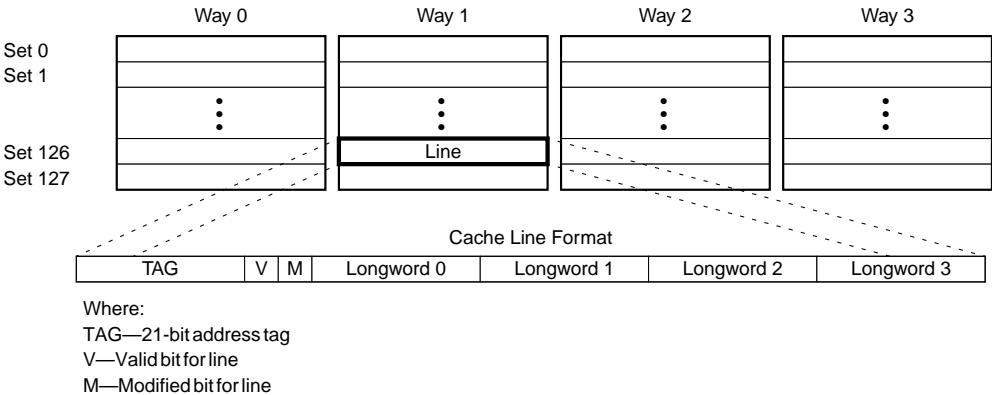 Way 0 Way 1 Way 2 Way 3
Set 0
Set 1
Set 126 Line
Set 127
Cache Line Format
TAG V M Longword 0 Longword 1 Longword 2 Longword 3
Where:
TAG—21-bit address tag
V—Valid bit for line
M—Modified bit for line